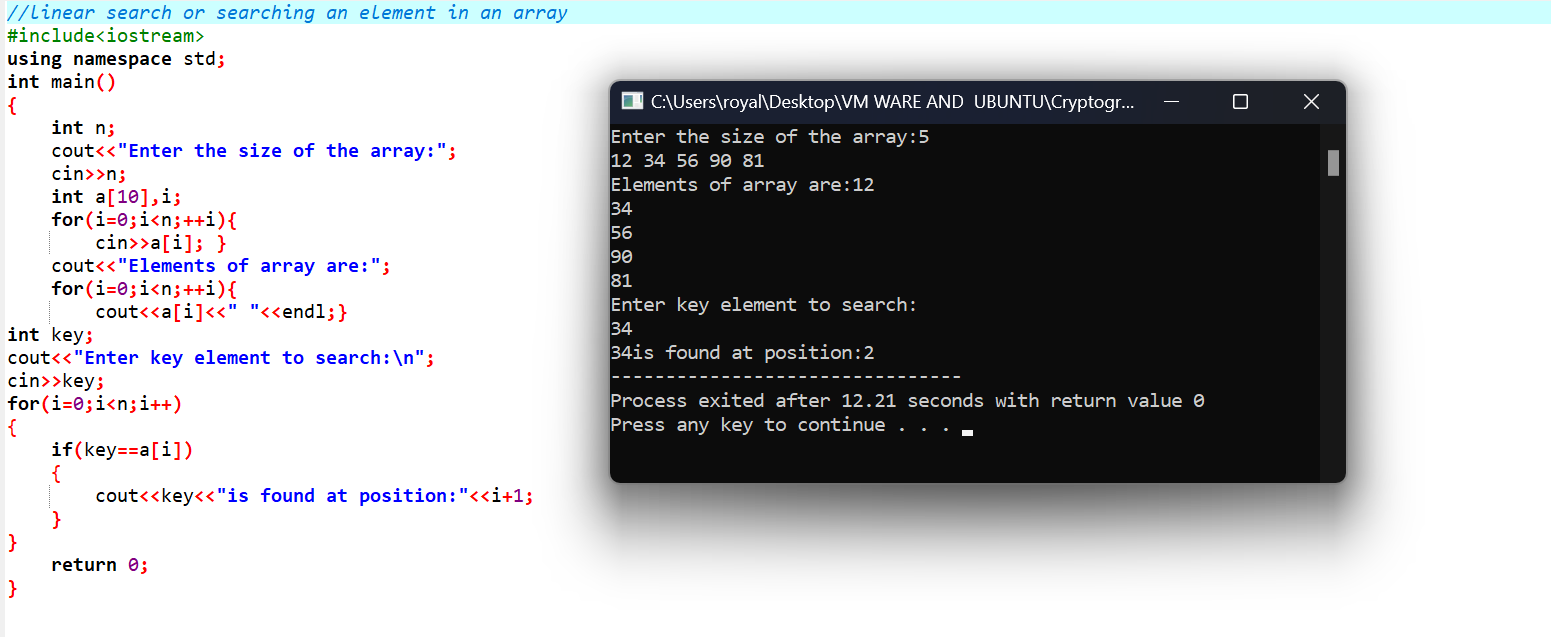 //linear search or searching an element in an array
#include<iostream>
using namespace std;
int main()
{
    int n;
    cout<<"Enter the size of the array:";
    cin>>n;
    int a[10],i;
    for(i=0;i<n;++i){
        cin>>a[i]; }
    cout<<"Elements of array are:";
    for(i=0;i<n;++i){
        cout<<a[i]<<" "<<endl;}
int key;
cout<<"Enter key element to search:\n";
cin>>key;
for(i=0;i<n;i++)
{
    if(key==a[i])
    {
        cout<<key<<"is found at position:"<<i+1;
    }
}
    return 0;
}
C:\Users\royal\Desktop\VM WARE AND  UBUNTU\Cryptogr...
Enter the size of the array:5
12 34 56 90 81
Elements of array are:12
34
56
90
81
Enter key element to search:
34
34is found at position:2
--------------------------------
Process exited after 12.21 seconds with return value 0
Press any key to continue . . .